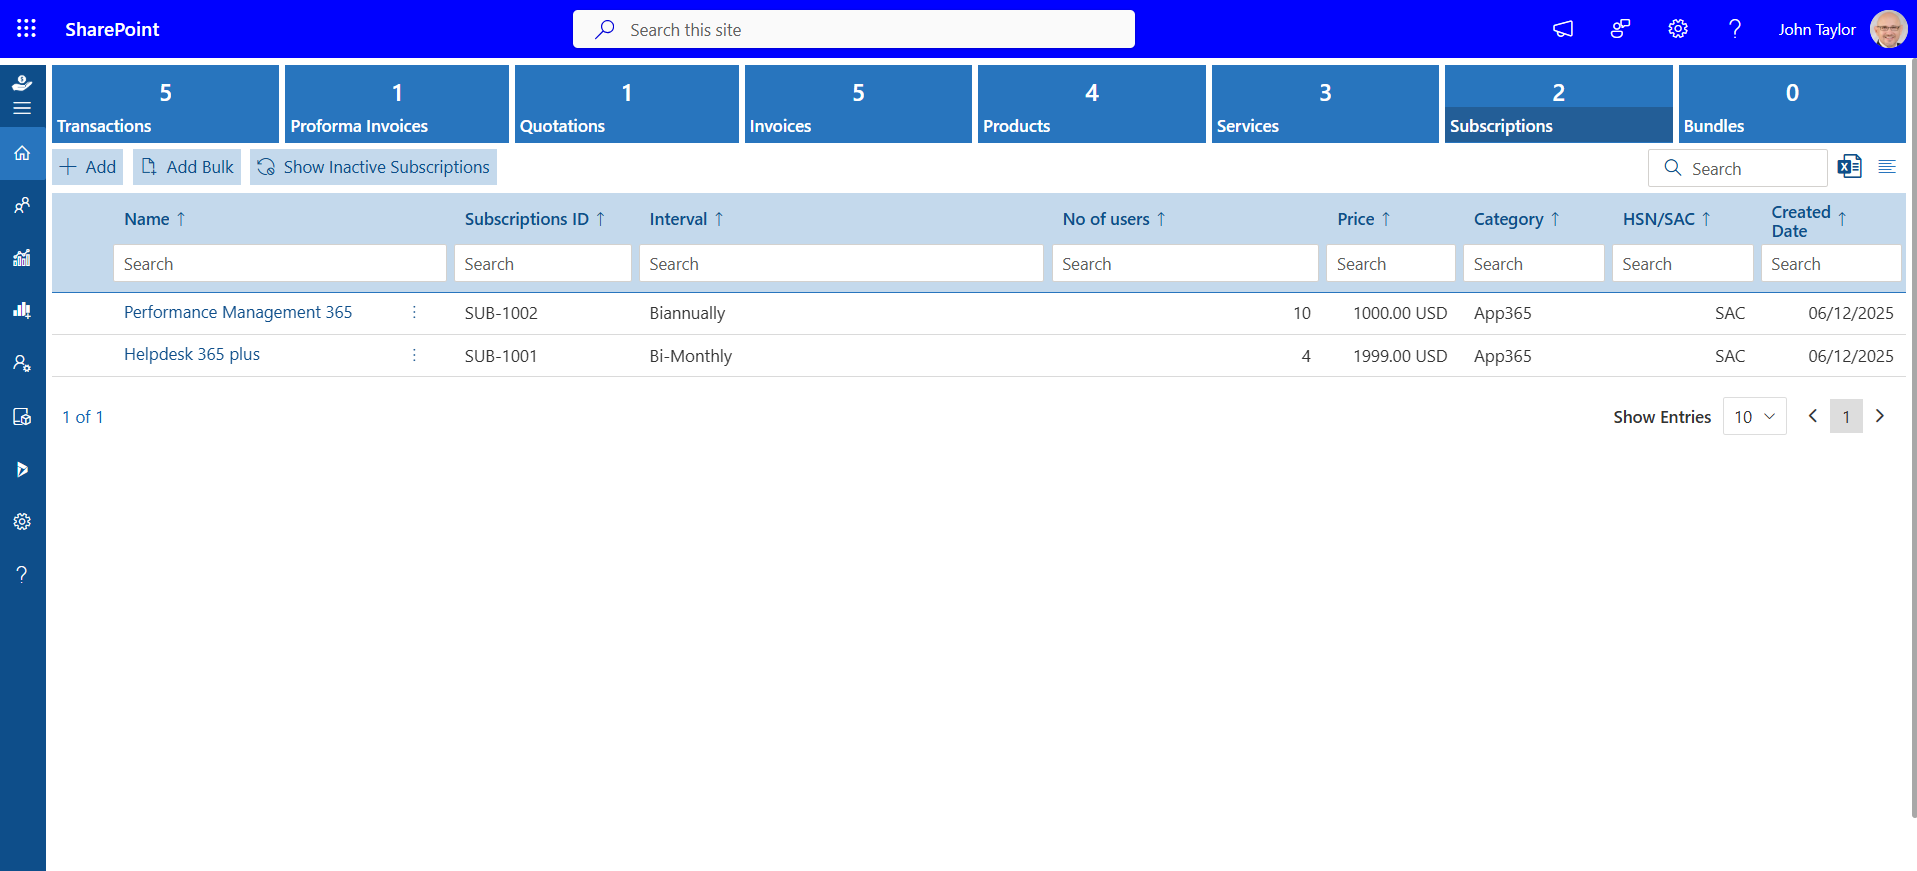 SharePoint
Search this site
John Taylor
5
Transactions
1
Proforma Invoices
1
Quotations
5
Invoices
4
Products
3
Services
2
Subscriptions
0
Bundles
Add
Add Bulk
Show Inactive Subscriptions
Search
Name ↑ Subscriptions ID ↑ Interval ↑ No of users ↑ Price ↑ Category ↑ HSN/SAC ↑ Created Date ↑
Search Search Search Search Search Search Search Search
Performance Management 365 SUB-1002 Biannually 10 1000.00 USD App365 SAC 06/12/2025
Helpdesk 365 plus SUB-1001 Bi-Monthly 4 1999.00 USD App365 SAC 06/12/2025
1 of 1
Show Entries 10 1